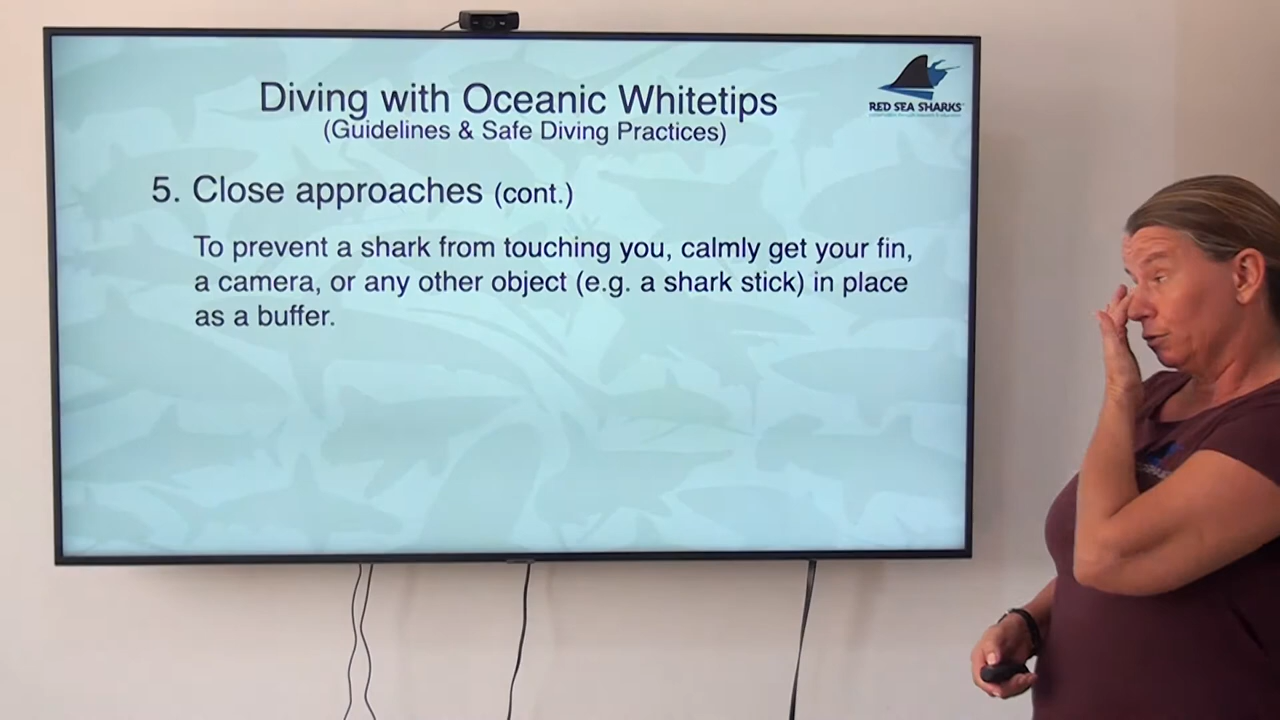 Diving with Oceanic Whitetips
(Guidelines & Safe Diving Practices)
RED SEA SHARKS
5. Close approaches (cont.)
To prevent a shark from touching you, calmly get your fin,
a camera, or any other object (e.g. a shark stick) in place
as a buffer.